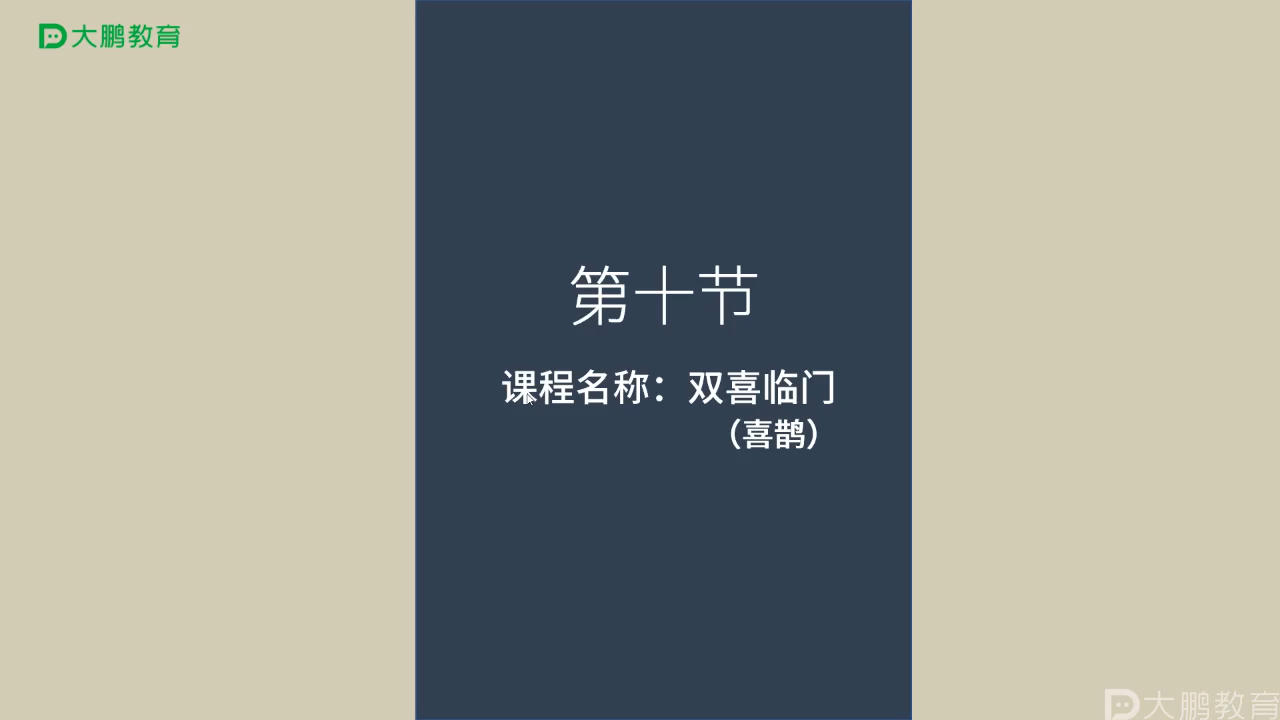 大鹏教育
第十节
课程名称：双喜临门
（喜鹊）
大鹏教育